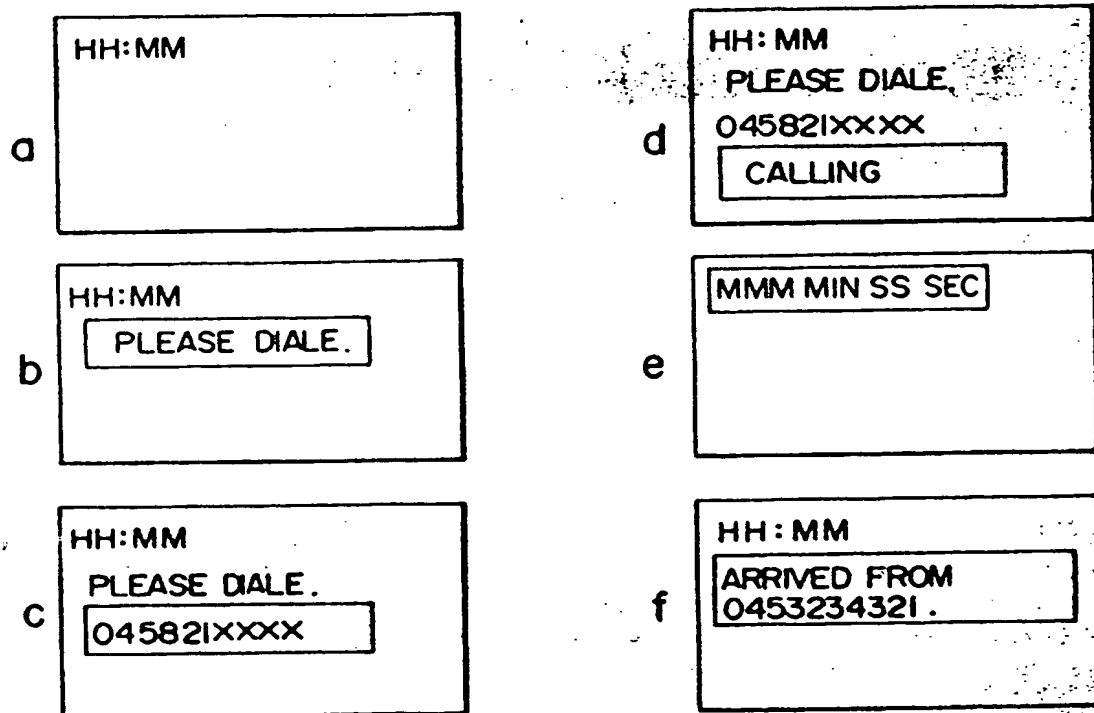 a
HH:MM
b
HH:MM
PLEASE DIALE.
c
HH:MM
PLEASE DIALE.
045821XXXX
d
HH:MM
PLEASE DIALE.
045821XXXX
CALLING
e
MMM MIN SS SEC
f
HH:MM
ARRIVED FROM
0453234321.